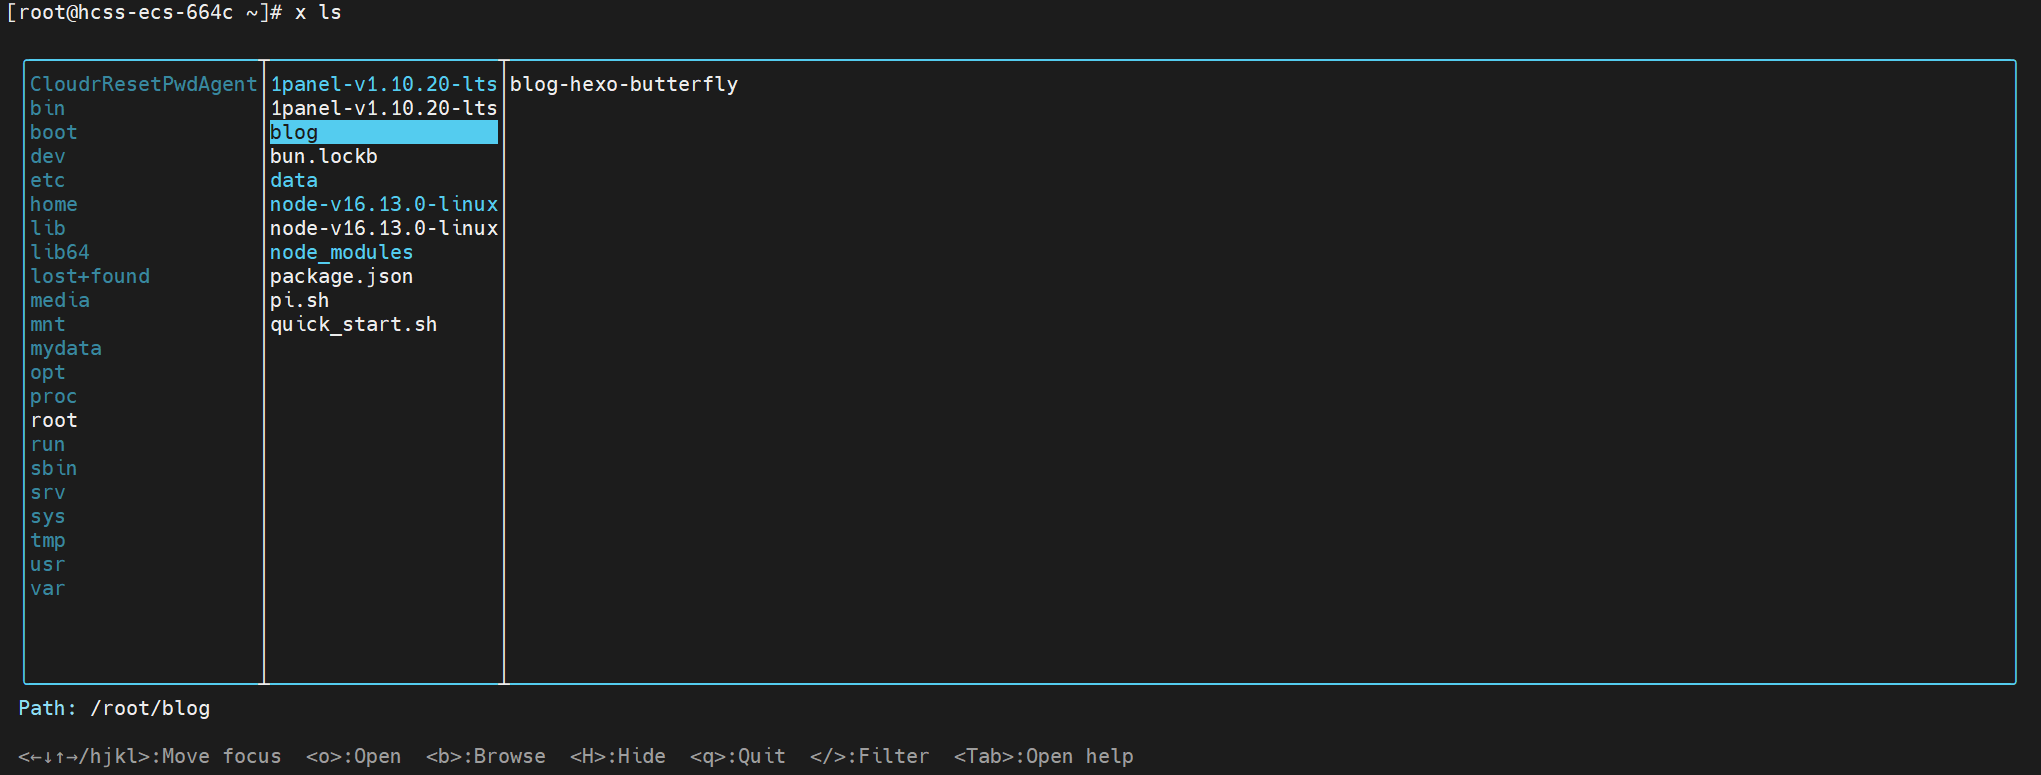 [root@hcss-ecs-664c ~]# x ls
CloudrResetPwdAgent 1panel-v1.10.20-lts blog-hexo-butterfly
bin 1panel-v1.10.20-lts
boot blog
dev bun.lockb
etc data
home node-v16.13.0-linux
lib node-v16.13.0-linux
lib64 node_modules
lost+found package.json
media pi.sh
mnt quick_start.sh
mydata
opt
proc
root
run
sbin
srv
sys
tmp
usr
var
Path: /root/blog
<←↓↑→/hjkl>:Move focus <o>:Open <b>:Browse <H>:Hide <q>:Quit </>:Filter <Tab>:Open help